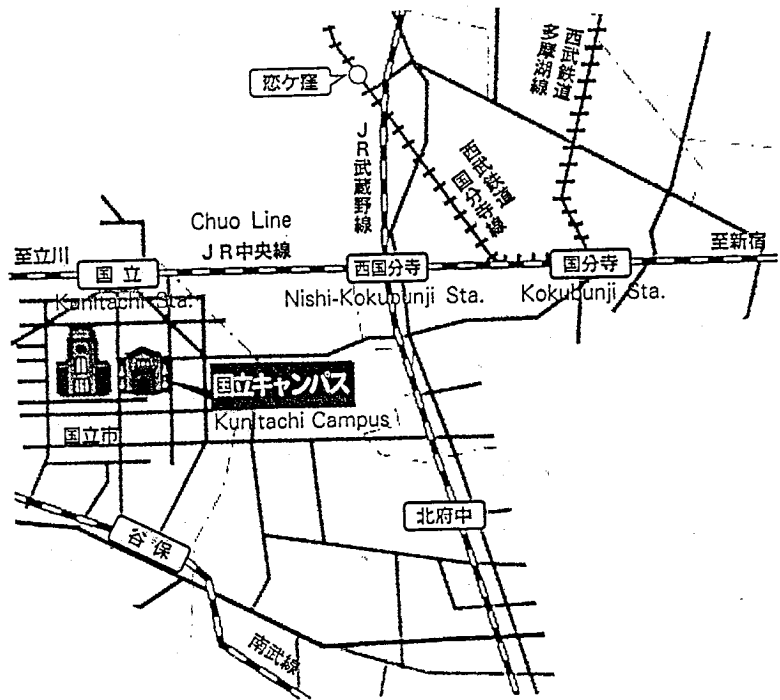 西武鉄道
多摩湖線
恋ケ窪
JR武蔵野線
西武鉄道
国分寺線
Chuo Line
JR中央線
至立川
至新宿
国立
西国分寺
国分寺
Kunitachi Sta.
Nishi-Kokubunji Sta.
Kokubunji Sta.
国立キャンパス
Kunitachi Campus
国立市
北府中
谷保
南武線